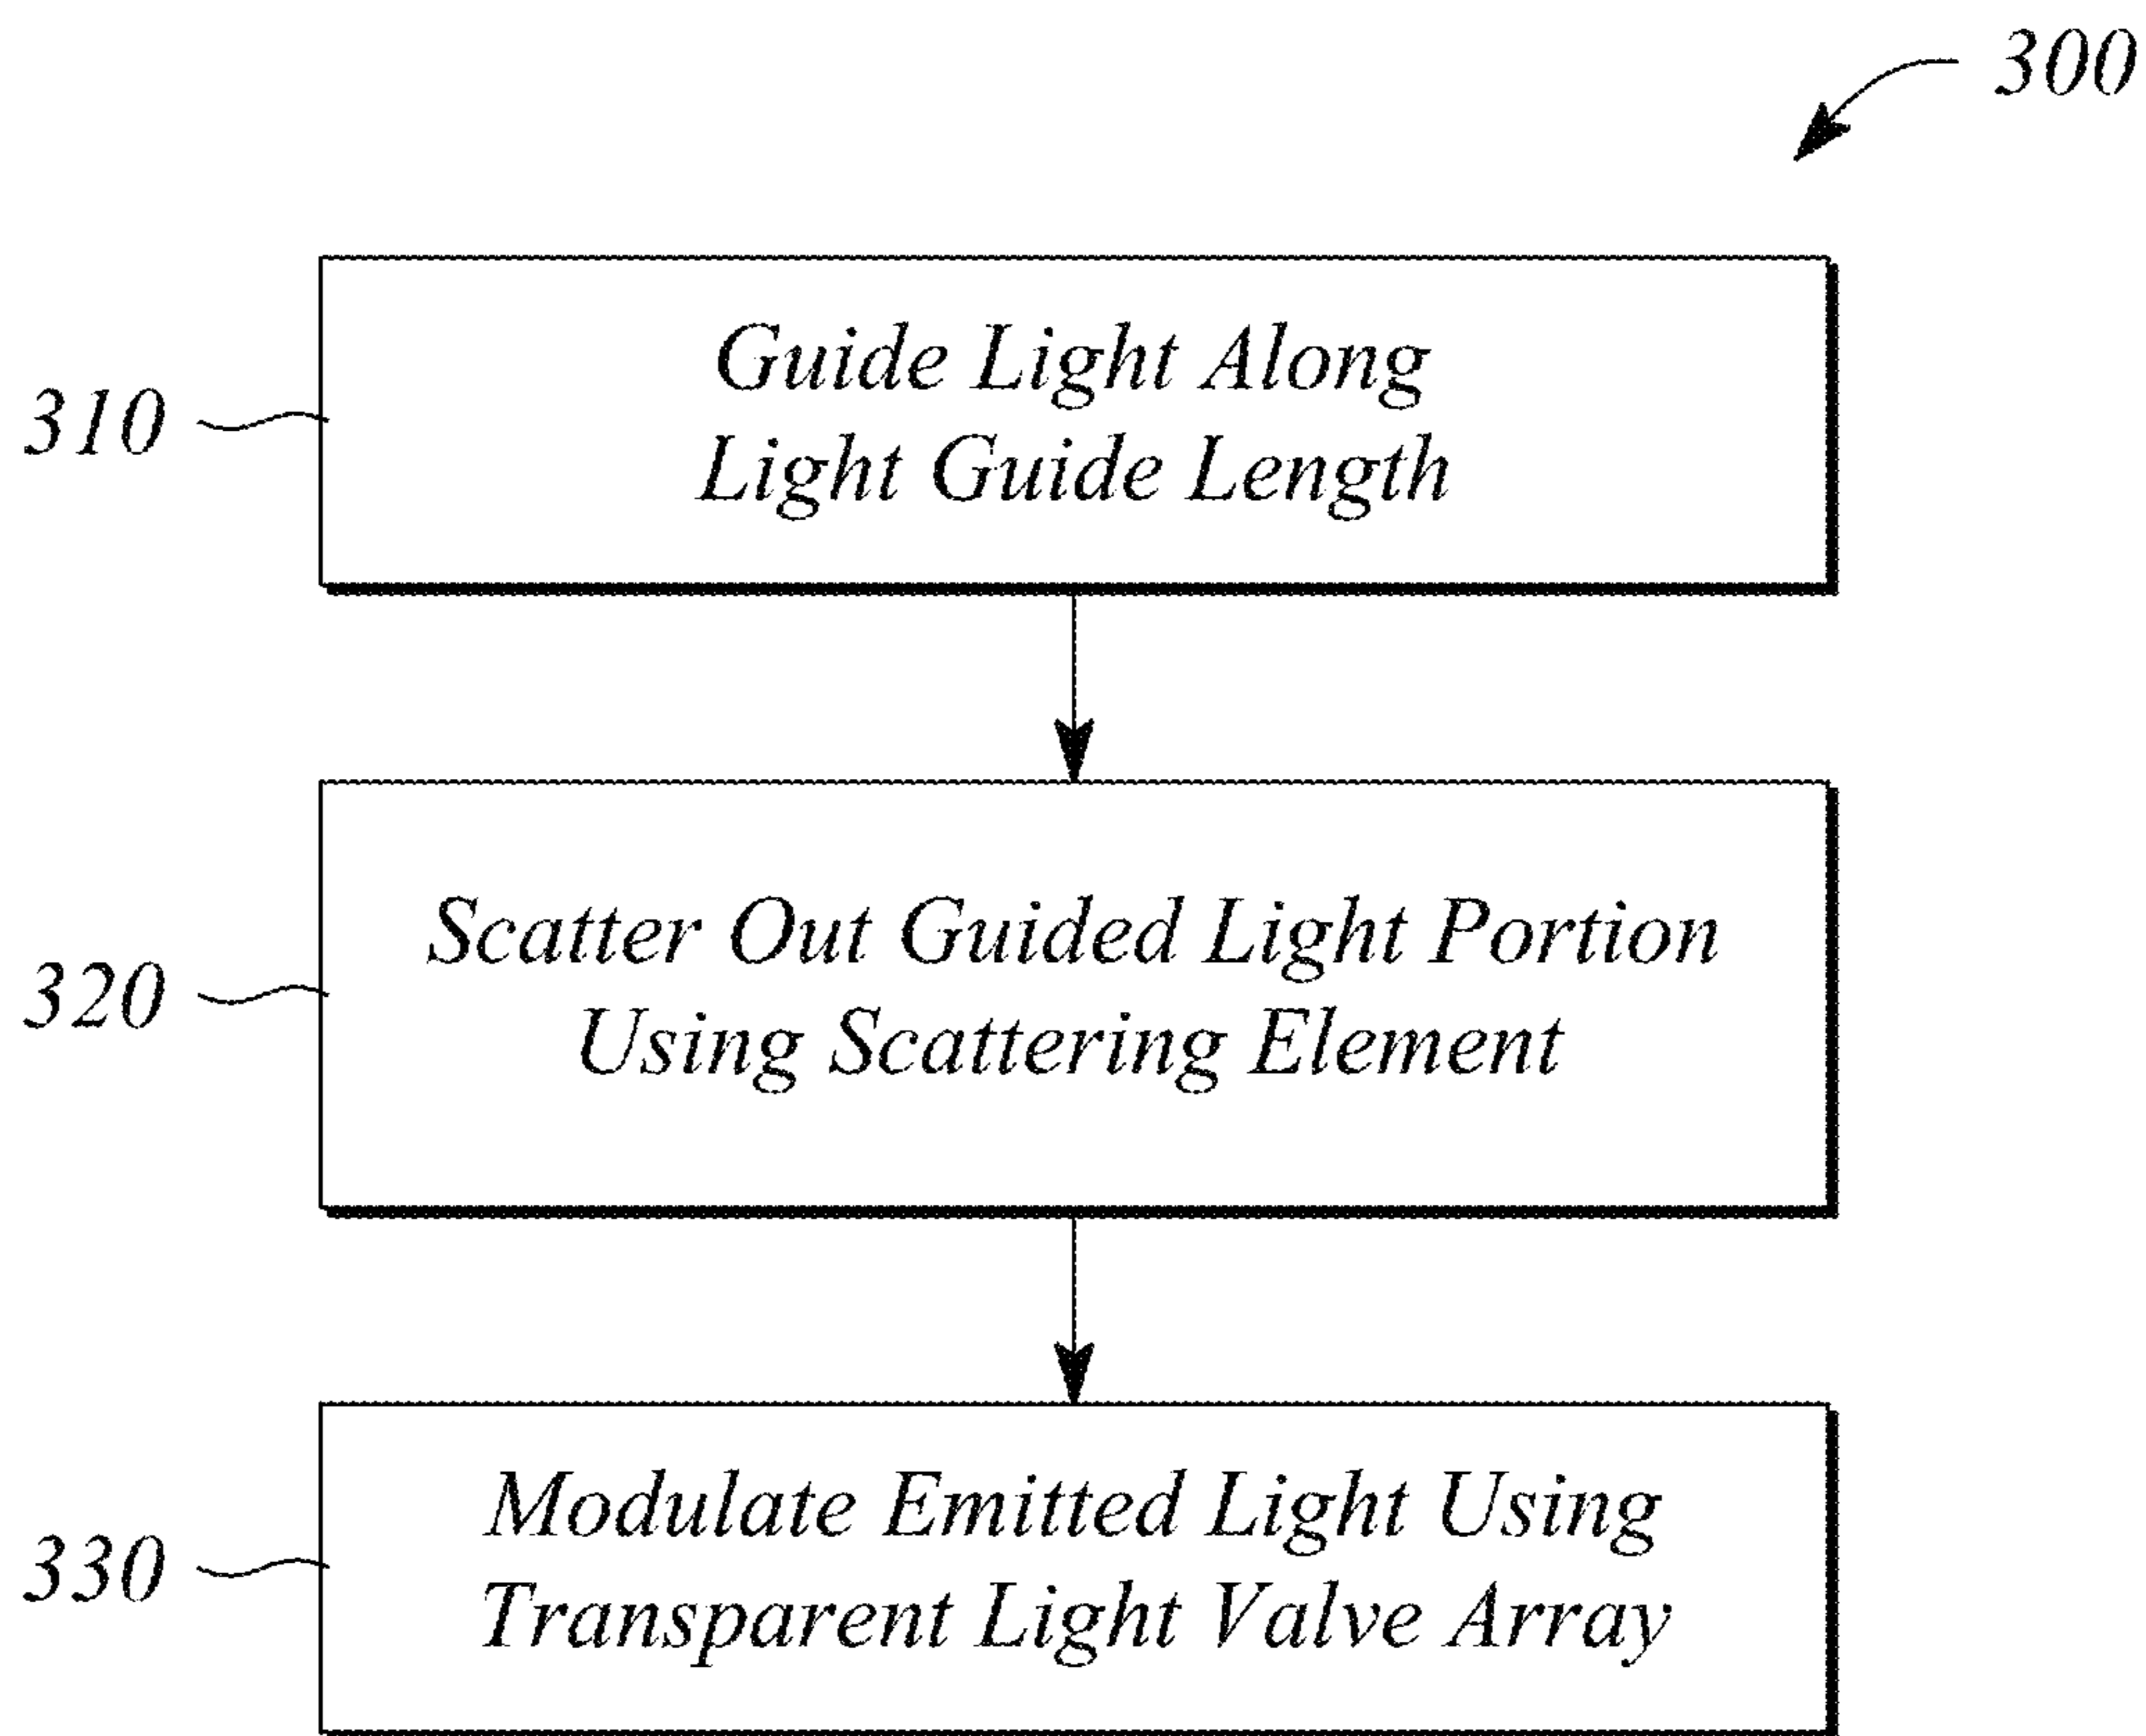 300
310
Guide Light Along
Light Guide Length
320
Scatter Out Guided Light Portion
Using Scattering Element
330
Modulate Emitted Light Using
Transparent Light Valve Array